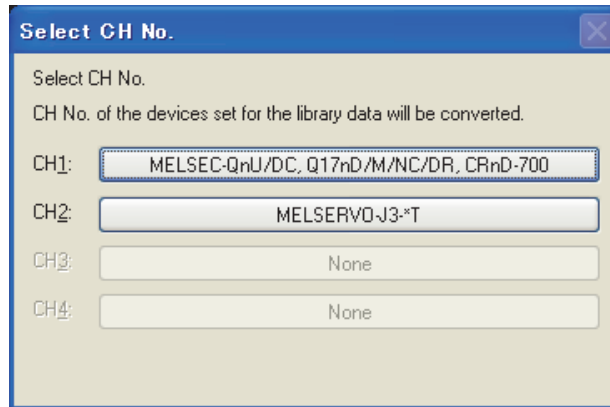 Select CH No.
Select CH No.
CH No. of the devices set for the library data will be converted.
CH1: MELSEC-QnU/DC, Q17nD/M/NC/DR, CRnD-700
CH2: MELSERVO-J3-*T
CH3: None
CH4: None